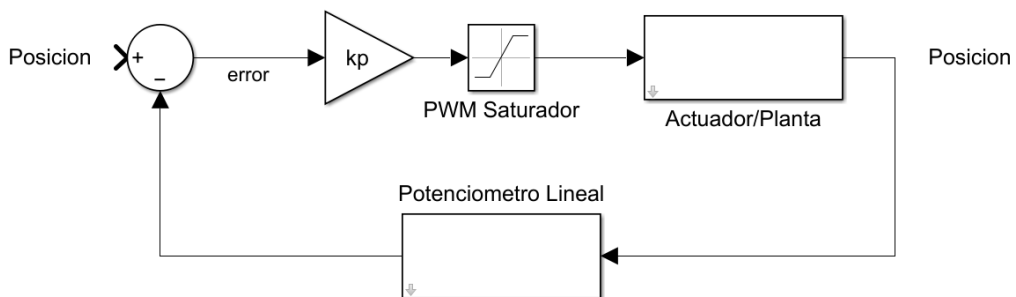 Posicion
+
−
error
kp
PWM Saturador
Actuador/Planta
Posicion
Potenciometro Lineal